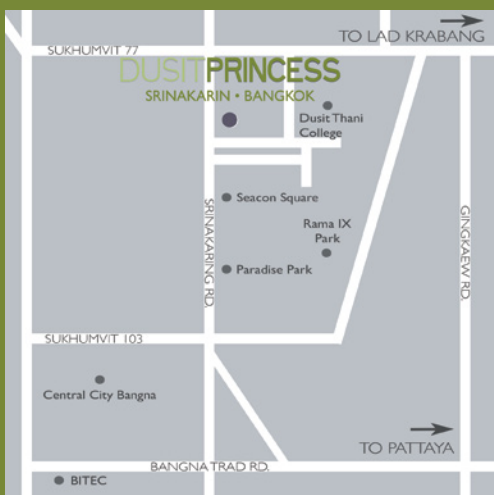 TO LAD KRABANG
SUKHUMVIT 77
DUSITPRINCESS
SRINAKARIN • BANGKOK
Dusit Thani
College
SRINAKARING RD.
Seacon Square
Rama IX
Park
GINGKAEW RD.
Paradise Park
SUKHUMVIT 103
Central City Bangna
TO PATTAYA
BANGNA TRAD RD.
BITEC